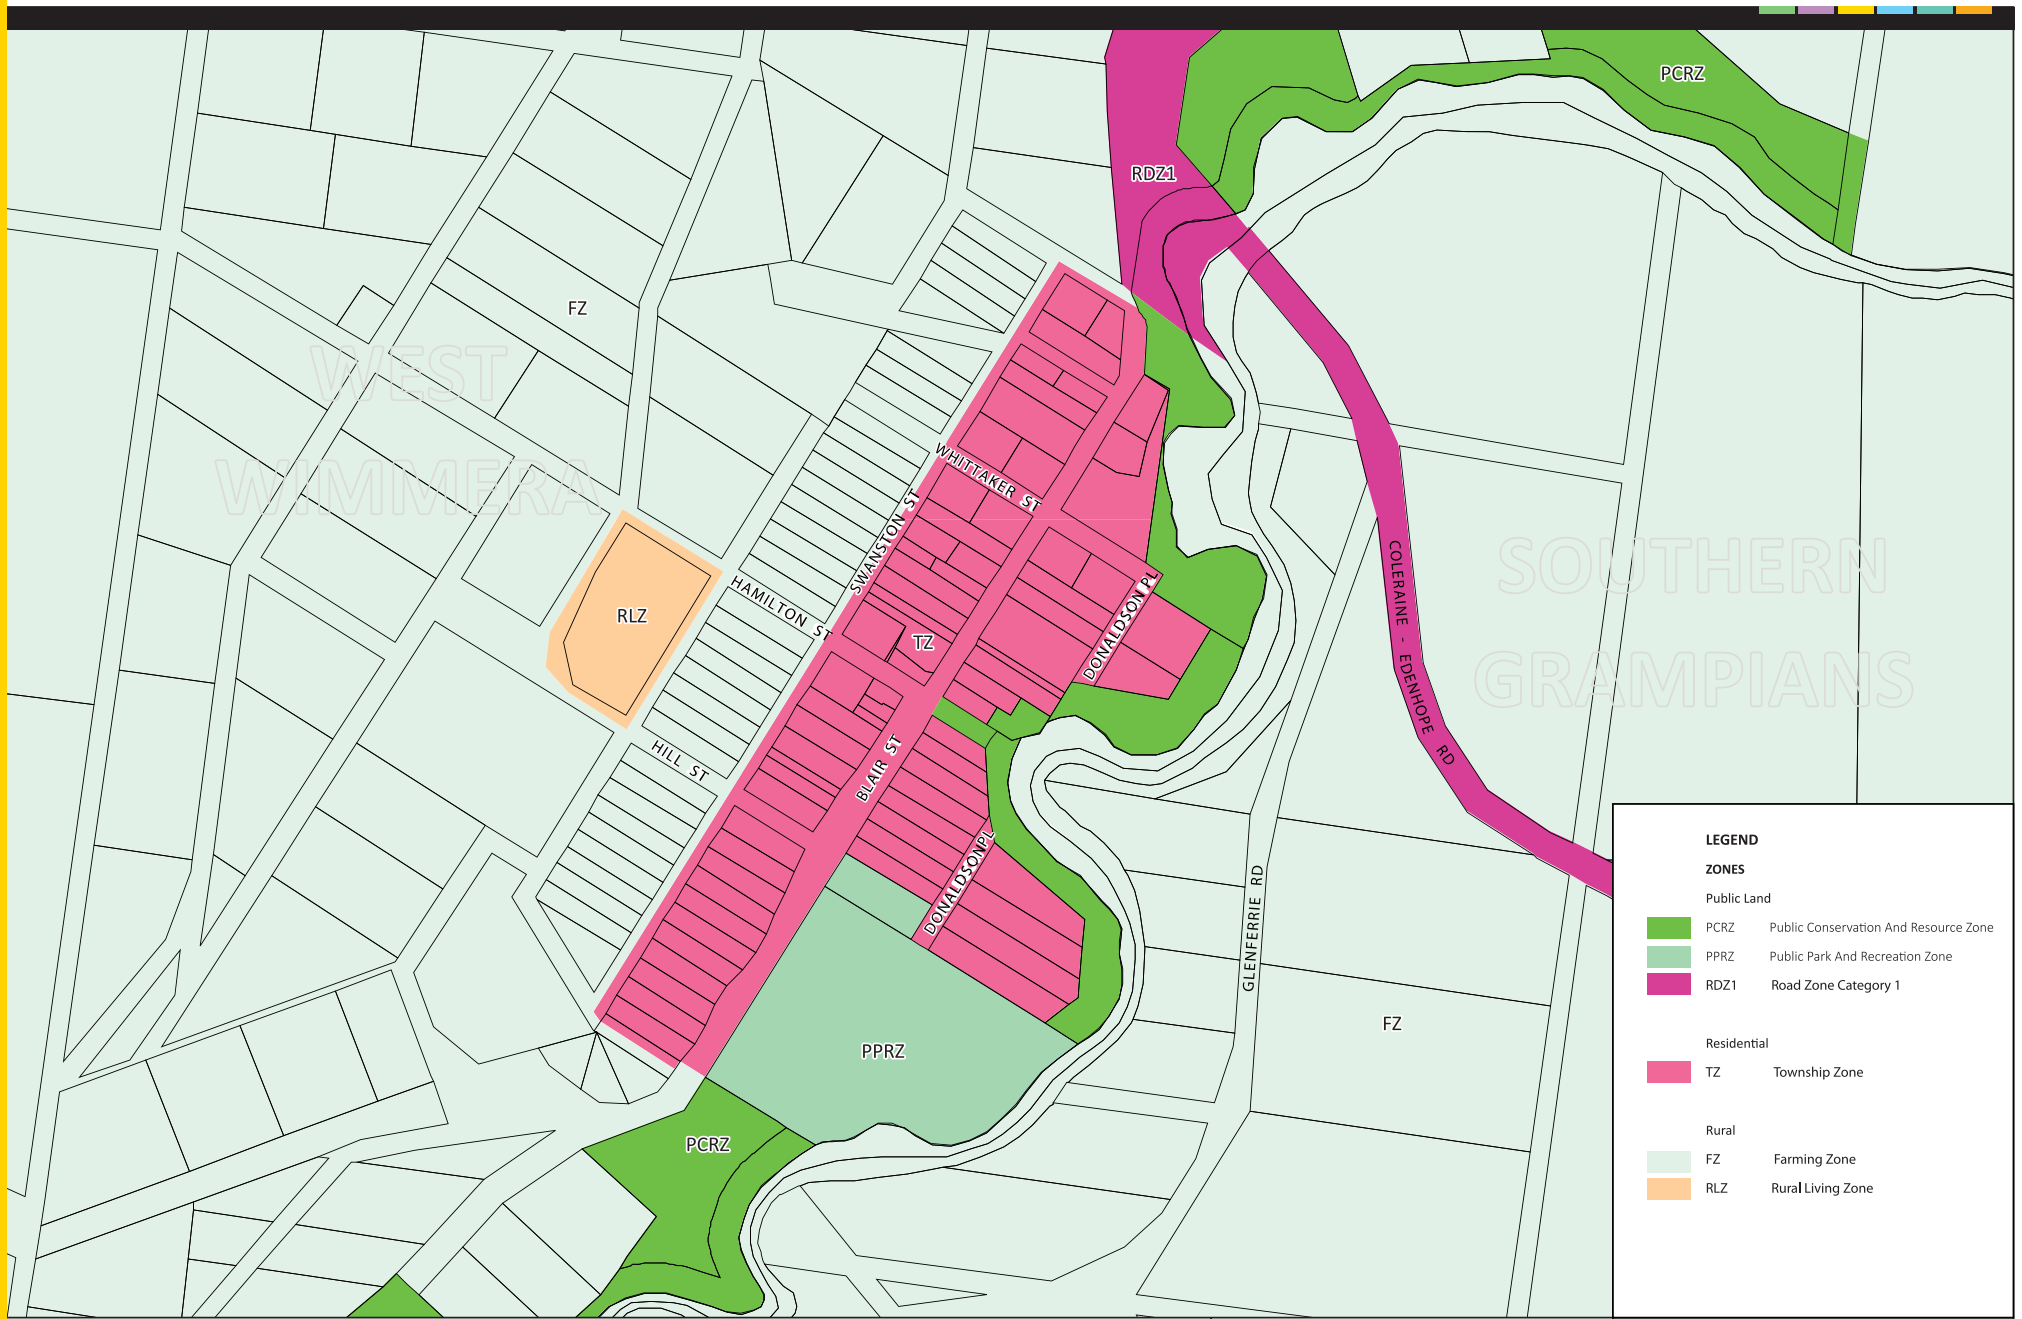 PCRZ
RDZ1
FZ
WEST
WIMMERA
WHITTAKER ST
SWANSTON ST
HAMILTON ST
DONALDSON PL
RLZ
TZ
SOUTHERN
GRAMPIANS
COLERAINE - EDENHOPE RD
HILL ST
BLAIR ST
DONALDSONPL
GLENFERRIE RD
FZ
PPRZ
PCRZ
LEGEND
ZONES
Public Land
PCRZ Public Conservation And Resource Zone
PPRZ Public Park And Recreation Zone
RDZ1 Road Zone Category 1
Residential
TZ Township Zone
Rural
FZ Farming Zone
RLZ Rural Living Zone